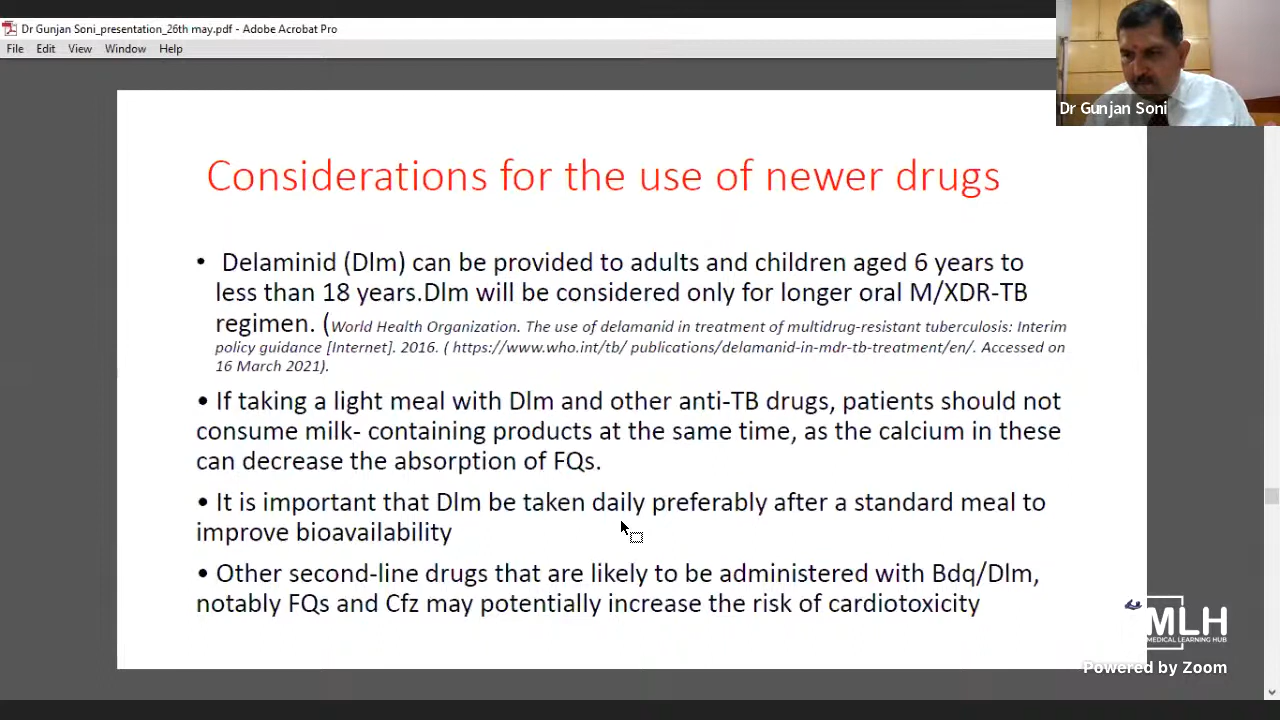 Dr Gunjan Soni_presentation_26th may.pdf - Adobe Acrobat Pro
File Edit View Window Help
Dr Gunjan Soni
Considerations for the use of newer drugs
• Delaminid (Dlm) can be provided to adults and children aged 6 years to
less than 18 years.Dlm will be considered only for longer oral M/XDR-TB
regimen. (World Health Organization. The use of delamanid in treatment of multidrug-resistant tuberculosis: Interim
policy guidance [Internet]. 2016. ( https://www.who.int/tb/ publications/delamanid-in-mdr-tb-treatment/en/. Accessed on
16 March 2021).
• If taking a light meal with Dlm and other anti-TB drugs, patients should not
consume milk- containing products at the same time, as the calcium in these
can decrease the absorption of FQs.
• It is important that Dlm be taken daily preferably after a standard meal to
improve bioavailability
• Other second-line drugs that are likely to be administered with Bdq/Dlm,
notably FQs and Cfz may potentially increase the risk of cardiotoxicity
MLH
MEDICAL LEARNING HUB
Powered by Zoom